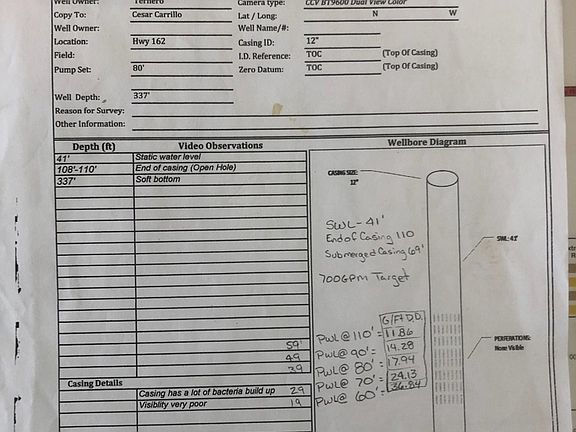 Well Owner: Ternero Camera type: CCV BT9600 Dual View Color
Copy To: Cesar Carrillo Lat / Long: N W
Well Owner: Well Name/#:
Location: Hwy 162 Casing ID: 12"
Field: I.D. Reference: TOC (Top Of Casing)
Pump Set: 80' Zero Datum: TOC (Top Of Casing)
Well Depth: 337'
Reason for Survey:
Other Information:
Depth (ft) Video Observations Wellbore Diagram
41' Static water level
108'-110' End of casing (Open Hole)
337' Soft bottom
59'
49
39
Casing Details
Casing has a lot of bacteria build up 29
Visiblity very poor 19
CASING SIZE:
12"
SWL - 41'
End of Casing 110
Submerged Casing 69'
700GPM Target
SWL: 41'
G/Ft D.D.
PWL@ 110' = 11.86
PWL@ 90' = 14.28
PWL@ 80' = 17.94
PWL@ 70' = 24.13
PWL@ 60' = 36.84
PERFORATIONS:
None Visible